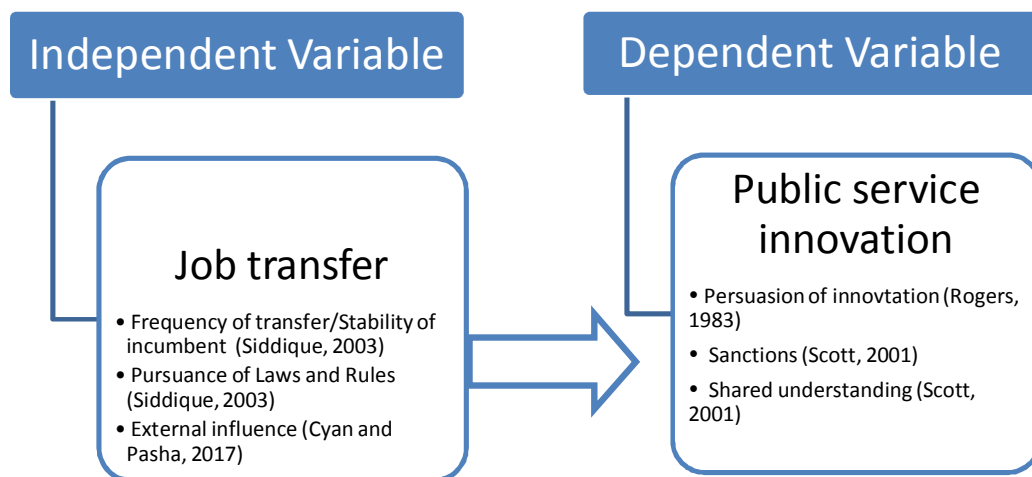 Independent Variable
Job transfer
• Frequency of transfer/Stability of
incumbent (Siddique, 2003)
• Pursuance of Laws and Rules
(Siddique, 2003)
• External influence (Cyan and
Pasha, 2017)
Dependent Variable
Public service
innovation
• Persuasion of innovtation (Rogers,
1983)
• Sanctions (Scott, 2001)
• Shared understanding (Scott,
2001)